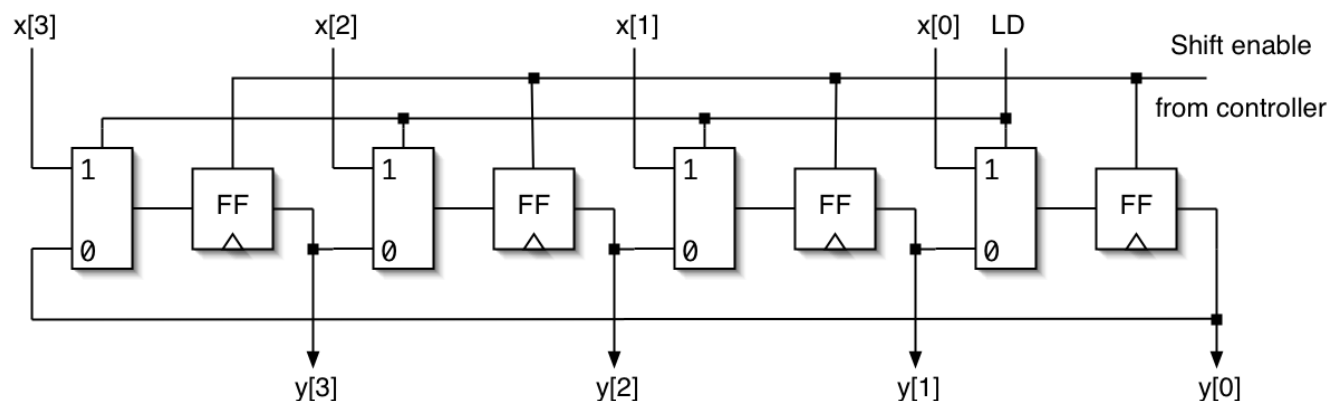 x[3]
x[2]
x[1]
x[0]
LD
Shift enable
from controller
1
FF
1
FF
1
FF
1
FF
0
0
0
0
y[3]
y[2]
y[1]
y[0]